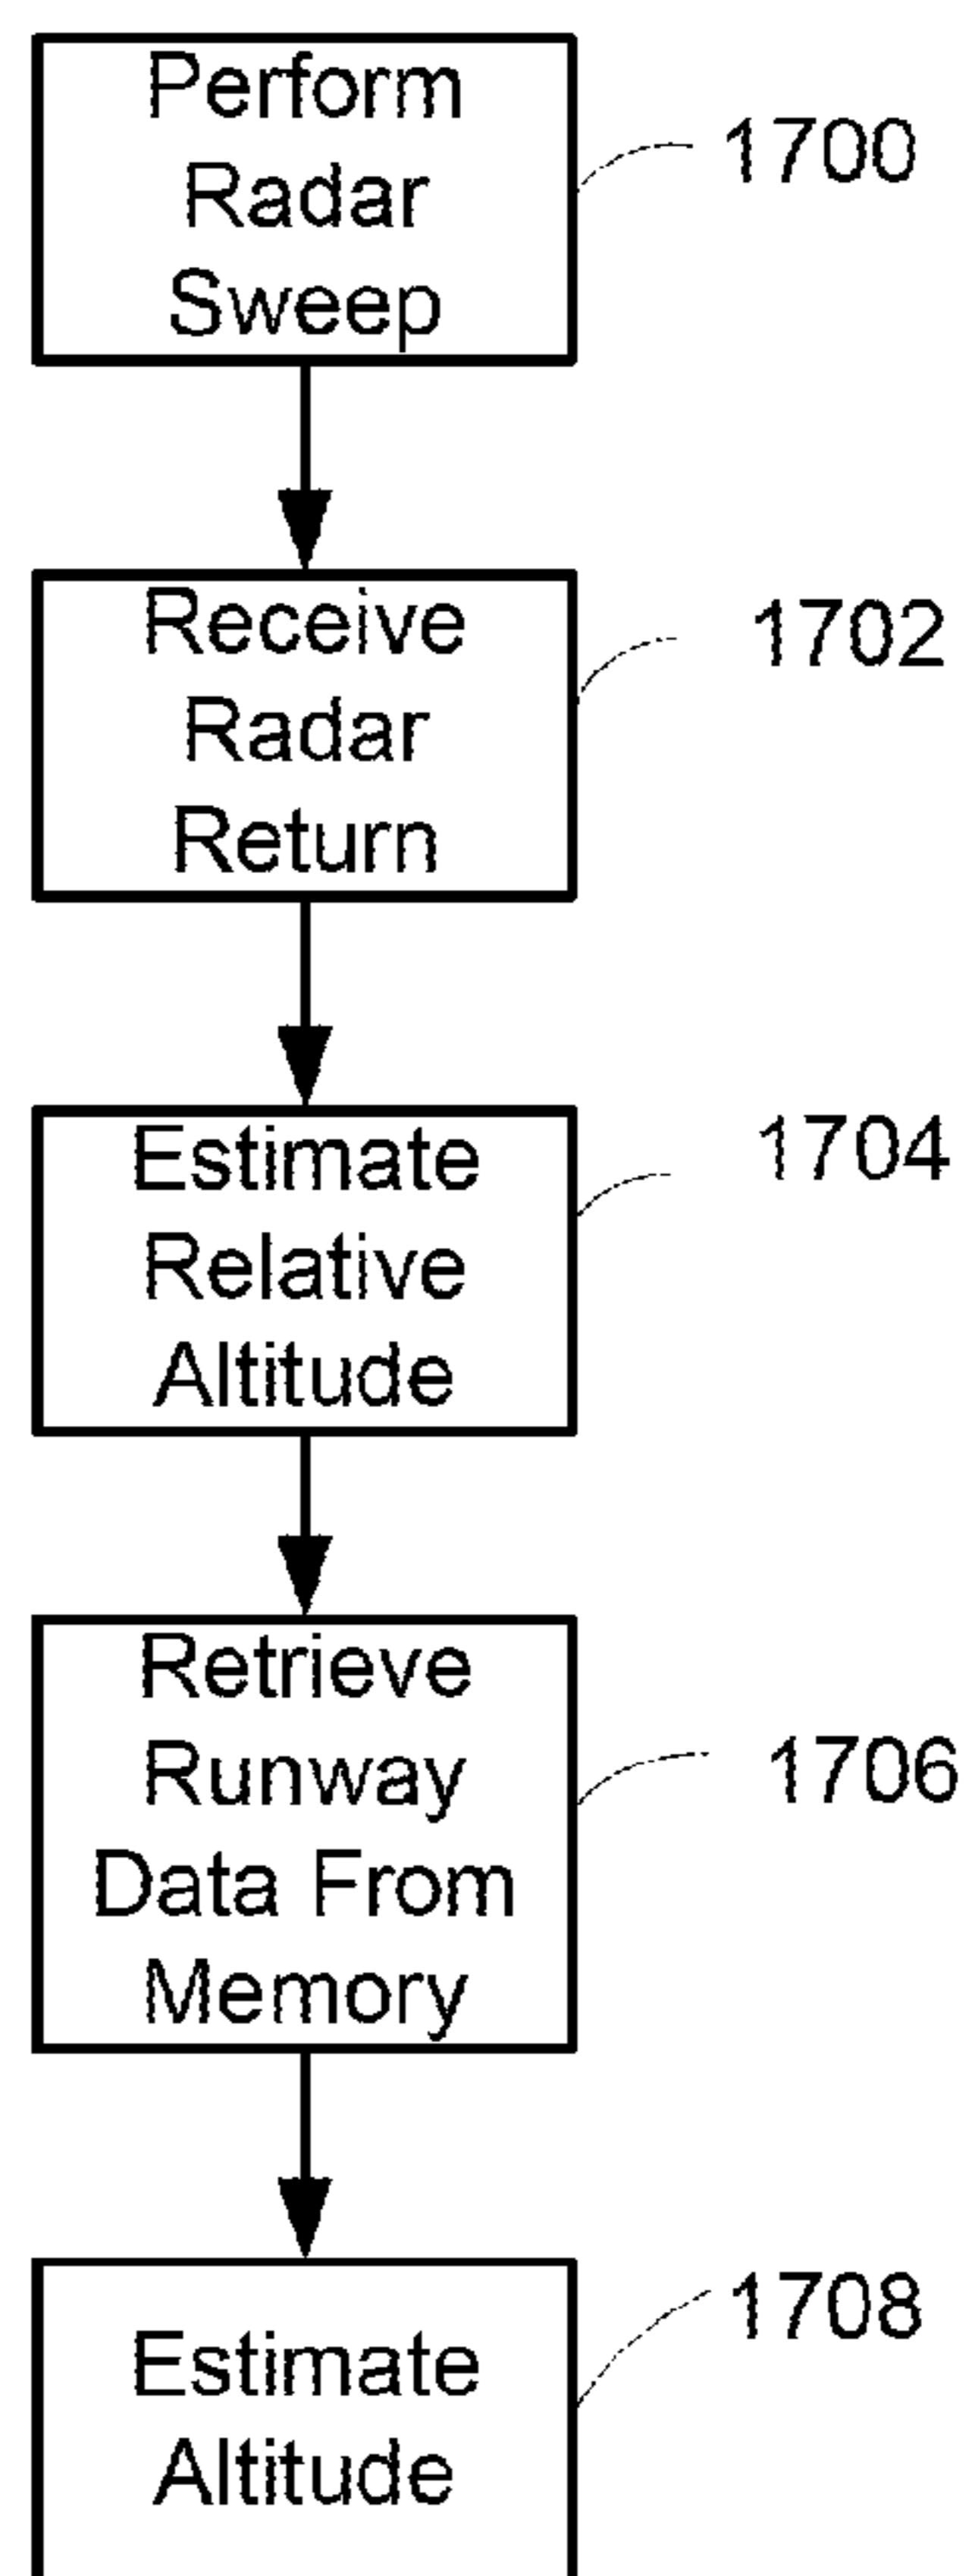 Perform
Radar
Sweep
1700
Receive
Radar
Return
1702
Estimate
Relative
Altitude
1704
Retrieve
Runway
Data From
Memory
1706
Estimate
Altitude
1708